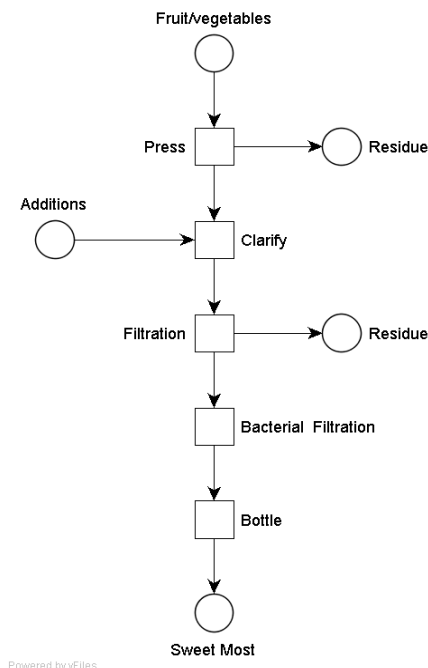 Fruit/vegetables
Press
Residue
Additions
Clarify
Filtration
Residue
Bacterial Filtration
Bottle
Sweet Most
Powered by yFiles